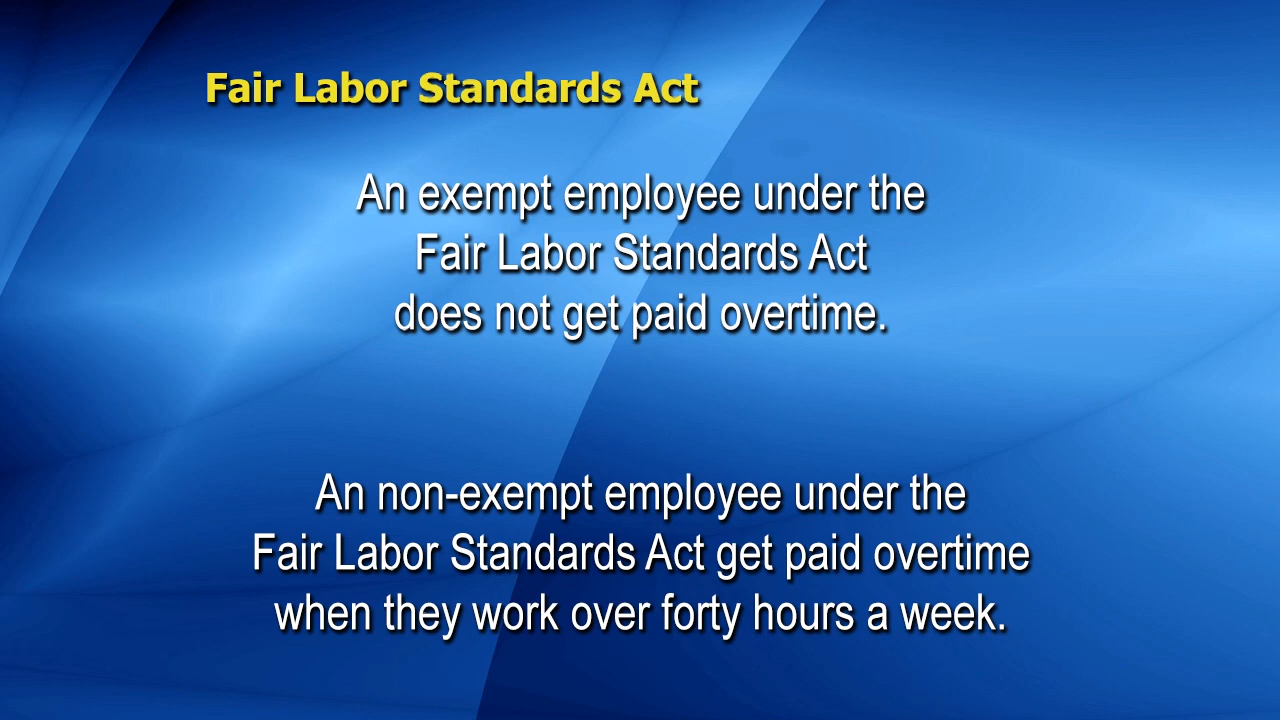 Fair Labor Standards Act
An exempt employee under the
Fair Labor Standards Act
does not get paid overtime.
An non-exempt employee under the
Fair Labor Standards Act get paid overtime
when they work over forty hours a week.